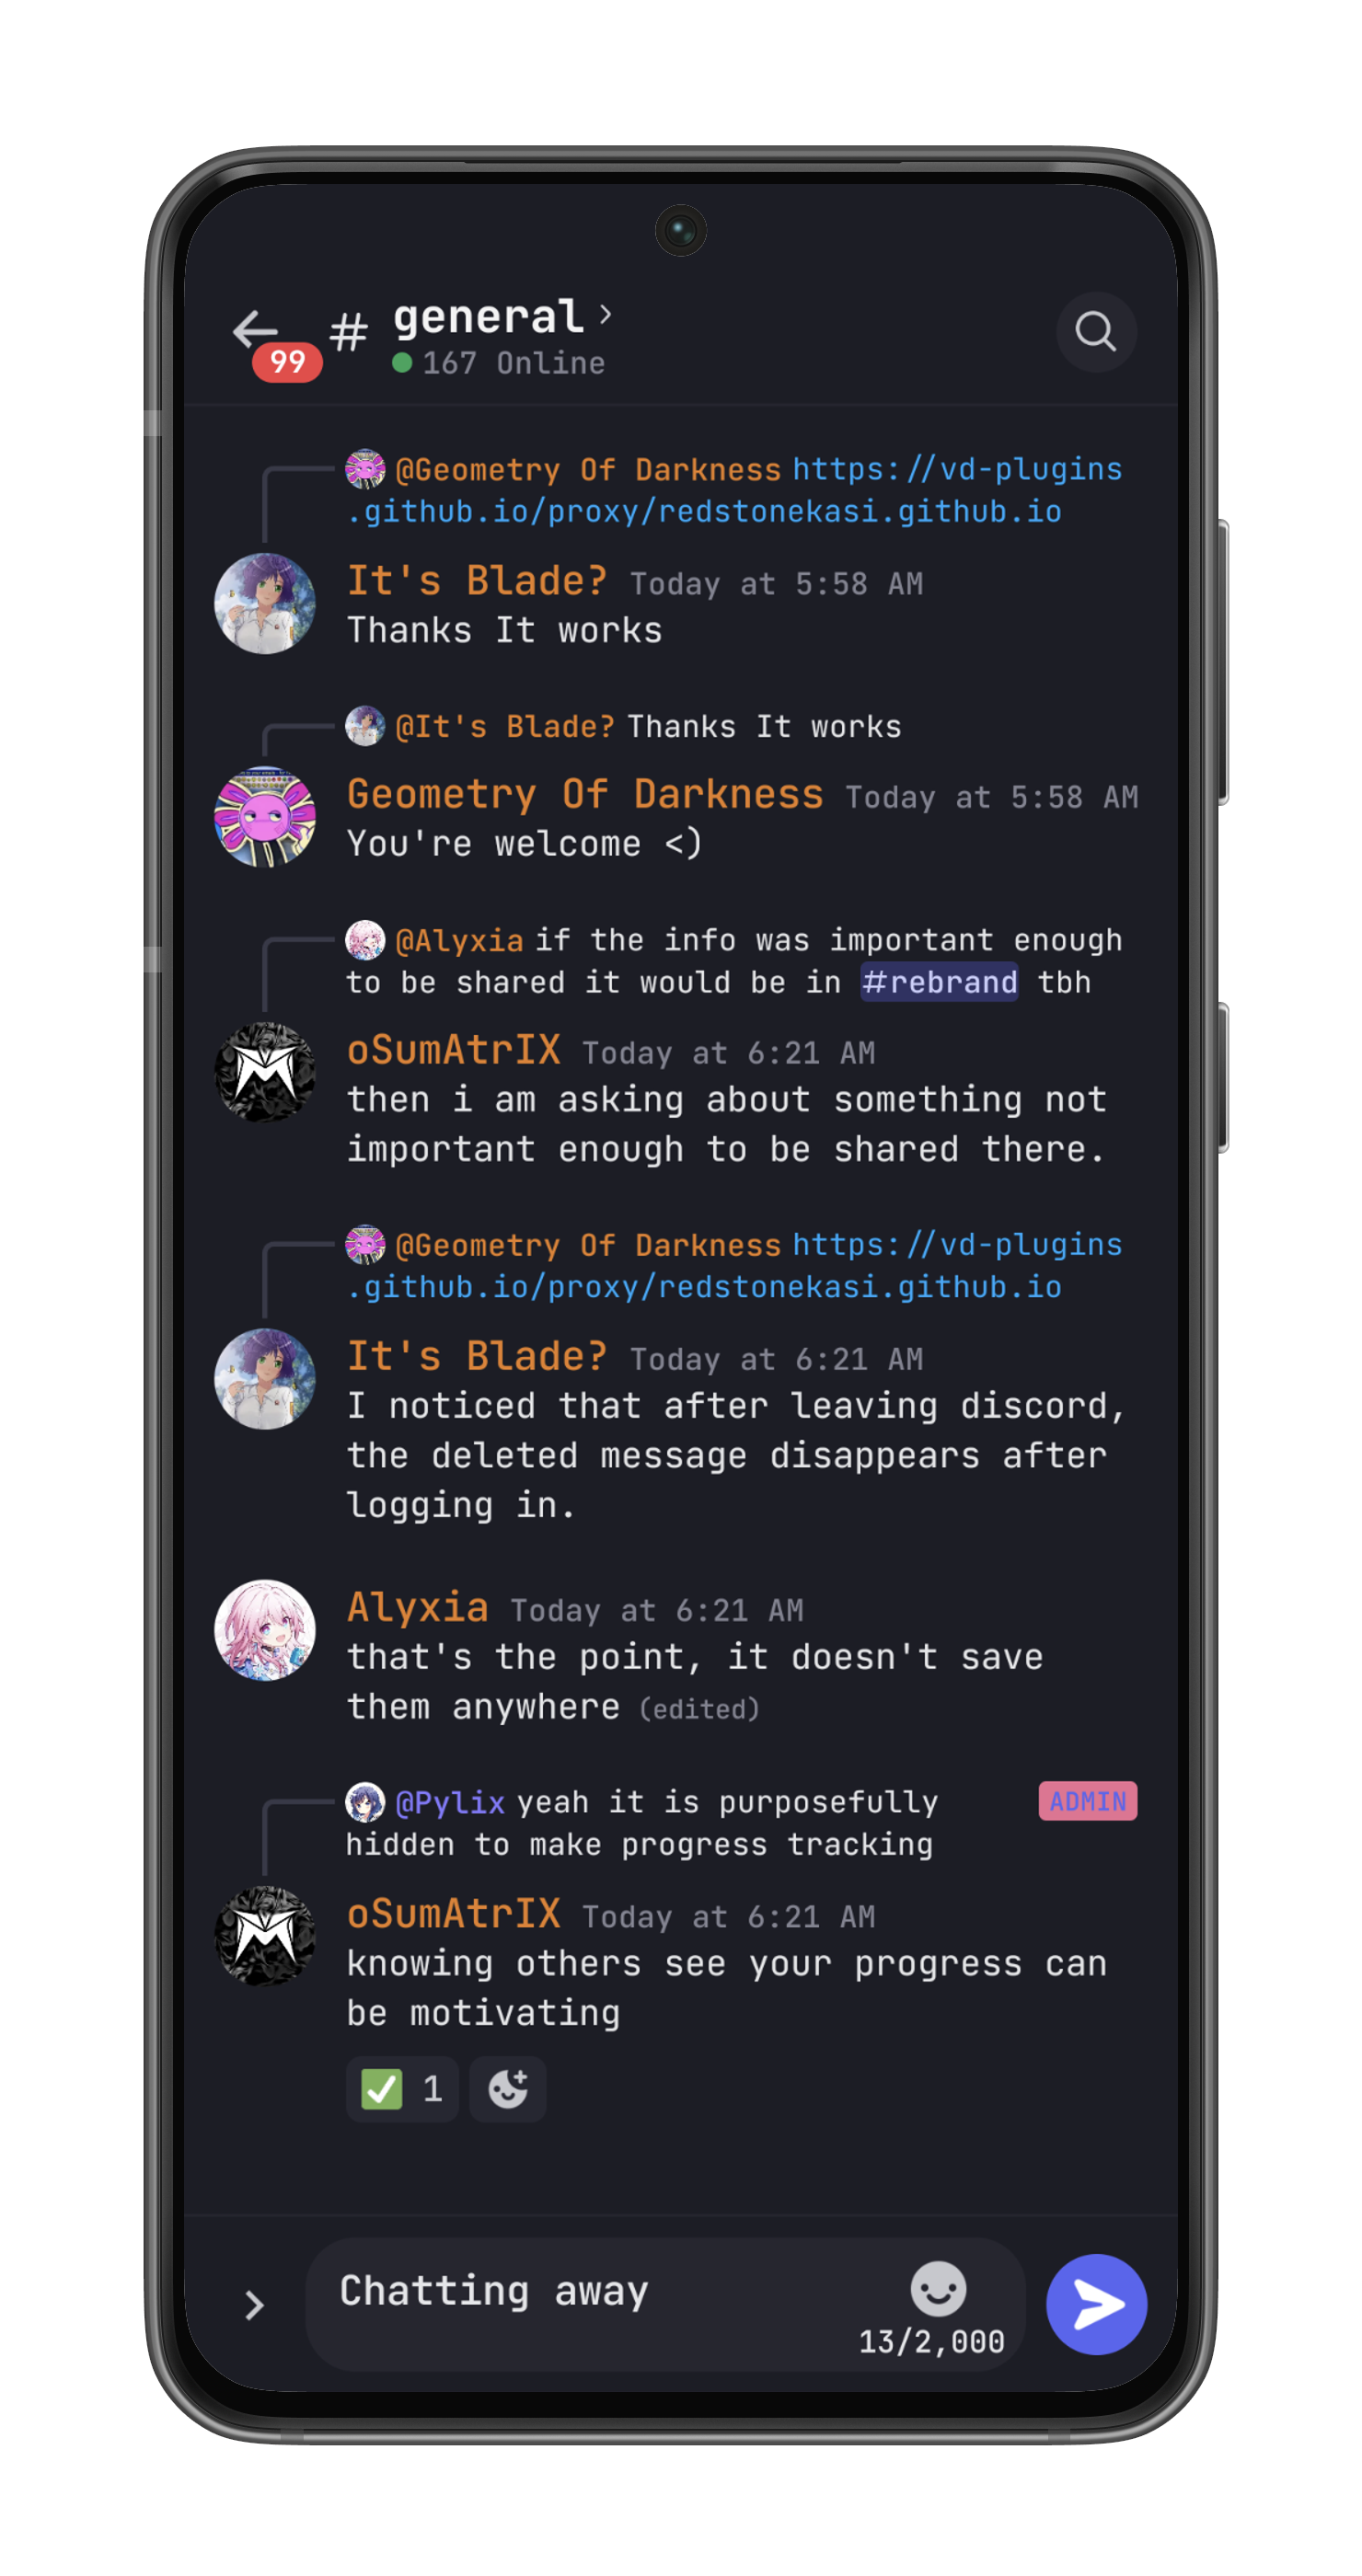 # general ›
99
167 Online
@Geometry Of Darkness https://vd-plugins
.github.io/proxy/redstonekasi.github.io
It's Blade? Today at 5:58 AM
Thanks It works
@It's Blade? Thanks It works
Geometry Of Darkness Today at 5:58 AM
You're welcome <)
@Alyxia if the info was important enough
to be shared it would be in #rebrand tbh
oSumAtrIX Today at 6:21 AM
then i am asking about something not
important enough to be shared there.
@Geometry Of Darkness https://vd-plugins
.github.io/proxy/redstonekasi.github.io
It's Blade? Today at 6:21 AM
I noticed that after leaving discord,
the deleted message disappears after
logging in.
Alyxia Today at 6:21 AM
that's the point, it doesn't save
them anywhere (edited)
@Pylix yeah it is purposefully ADMIN
hidden to make progress tracking
oSumAtrIX Today at 6:21 AM
knowing others see your progress can
be motivating
1
Chatting away
13/2,000